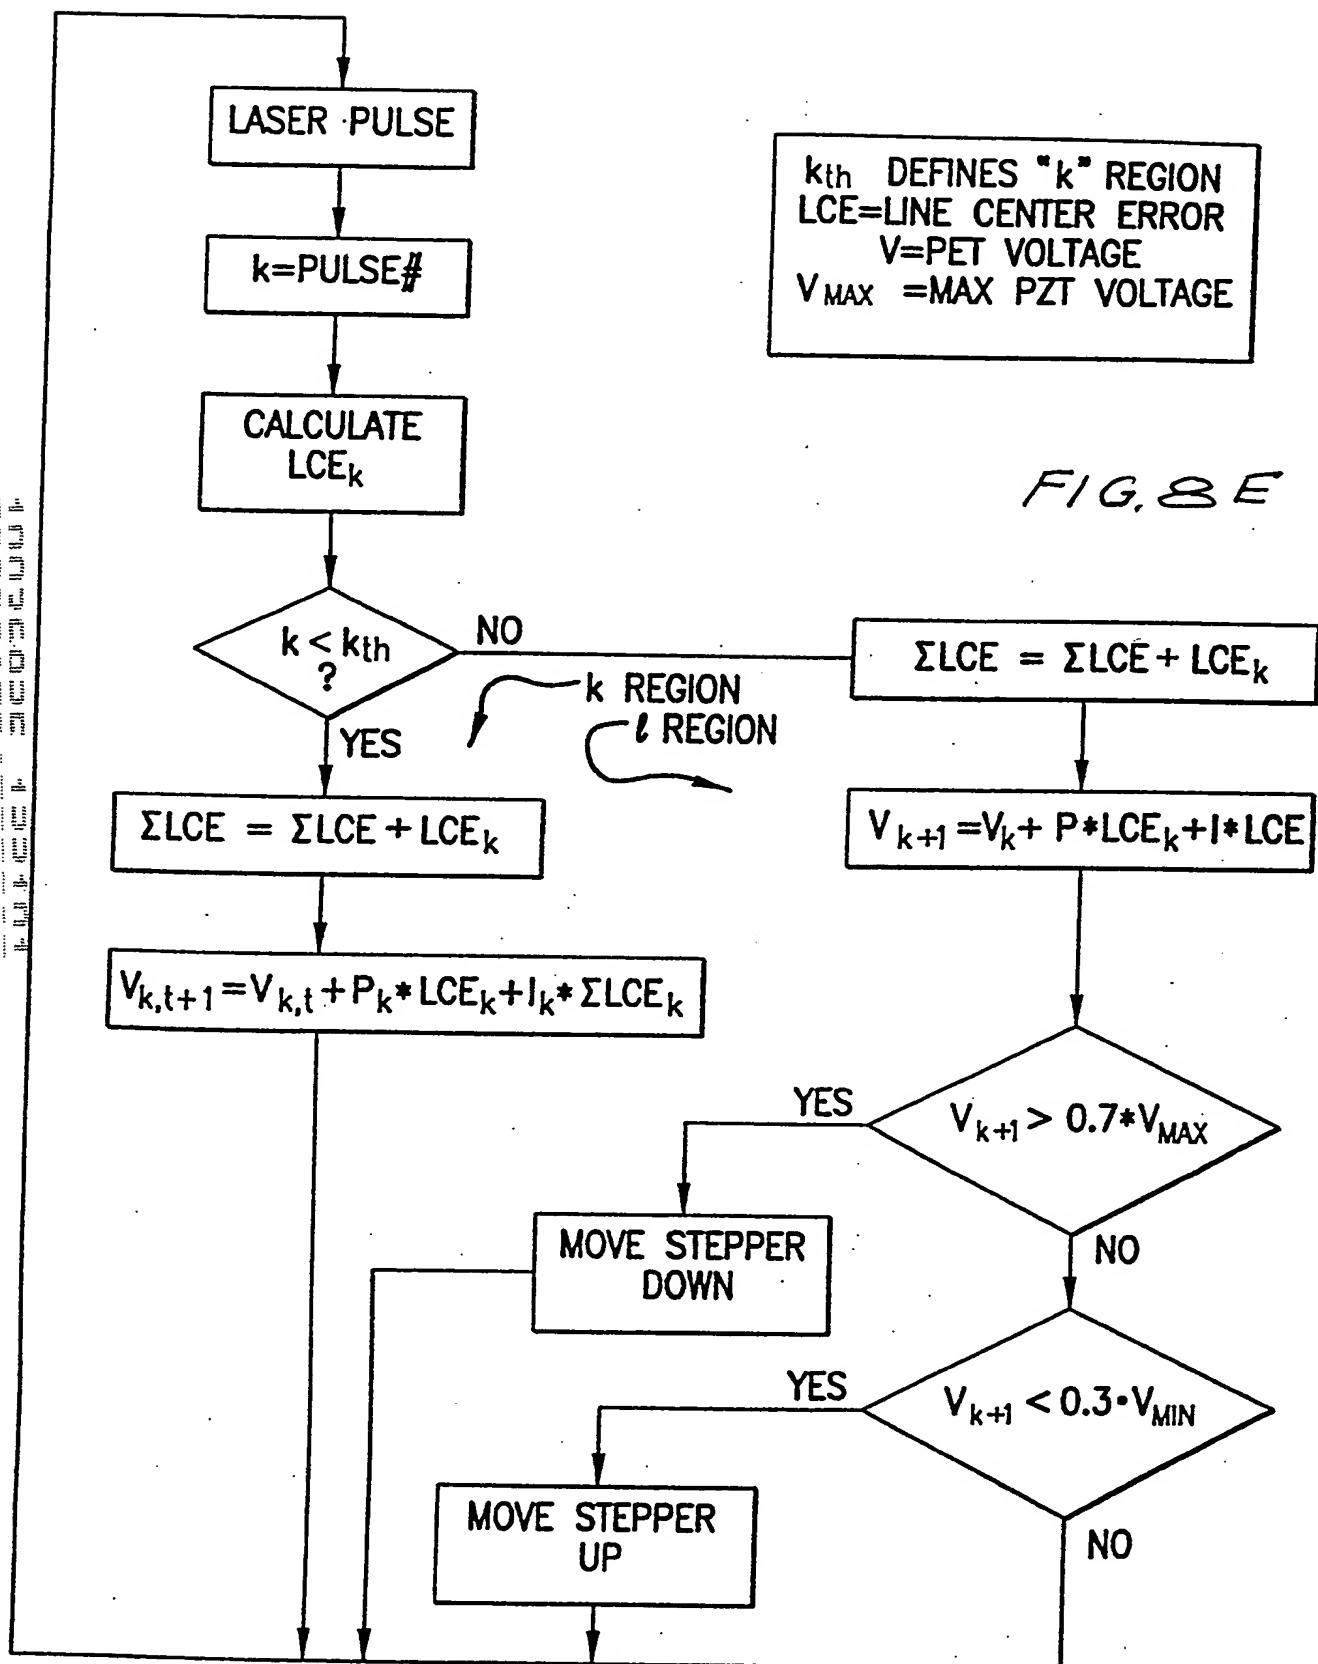 LASER PULSE
k=PULSE#
CALCULATE
LCEk
kth DEFINES "k" REGION
LCE=LINE CENTER ERROR
V=PET VOLTAGE
VMAX =MAX PZT VOLTAGE
FIG. 8E
k < kth
?
NO
YES
k REGION
ℓ REGION
ΣLCE = ΣLCE + LCEk
Vk,t+1=Vk,t+Pk*LCEk+Ik*ΣLCEk
ΣLCE = ΣLCE + LCEk
Vk+1=Vk+ P*LCEk+I*LCE
Vk+1> 0.7*VMAX
YES
NO
MOVE STEPPER
DOWN
Vk+1 < 0.3•VMIN
YES
NO
MOVE STEPPER
UP